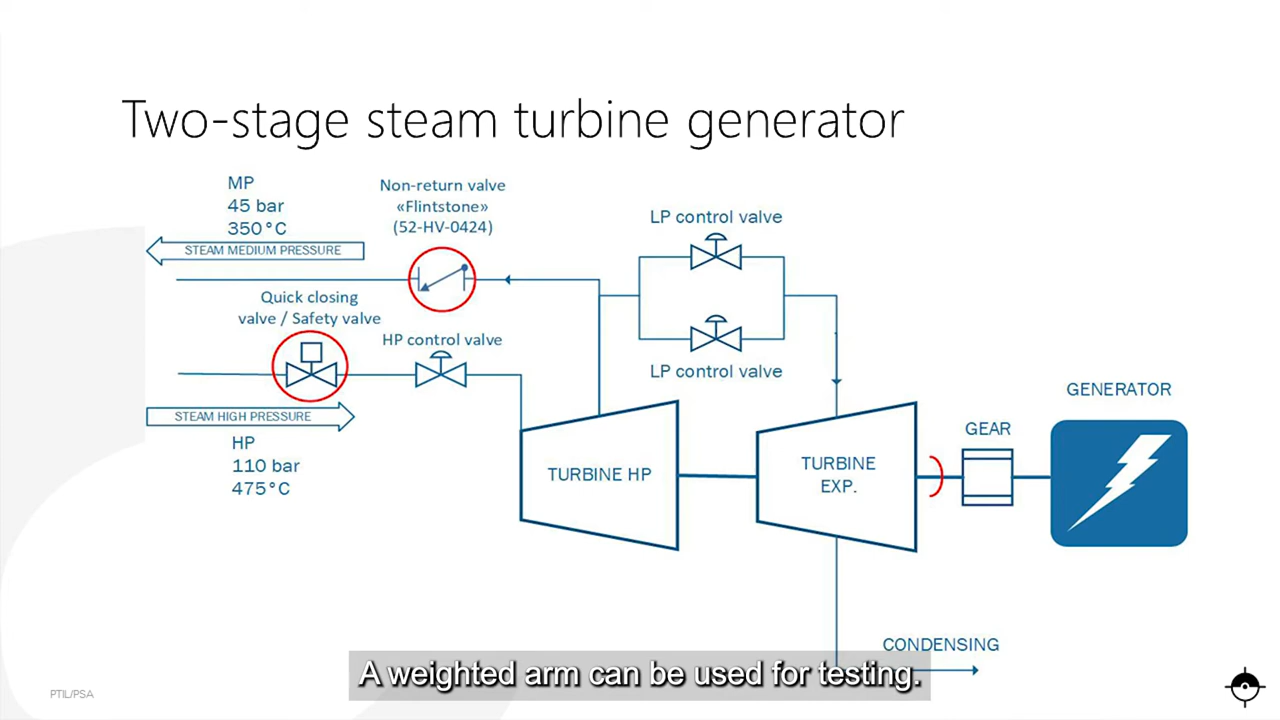 Two-stage steam turbine generator
MP
45 bar
350°C
STEAM MEDIUM PRESSURE
Non-return valve
«Flintstone»
(52-HV-0424)
LP control valve
Quick closing
valve / Safety valve
HP control valve
LP control valve
STEAM HIGH PRESSURE
HP
110 bar
475°C
TURBINE HP
TURBINE
EXP.
GEAR
GENERATOR
CONDENSING
A weighted arm can be used for testing.
PTIL/PSA